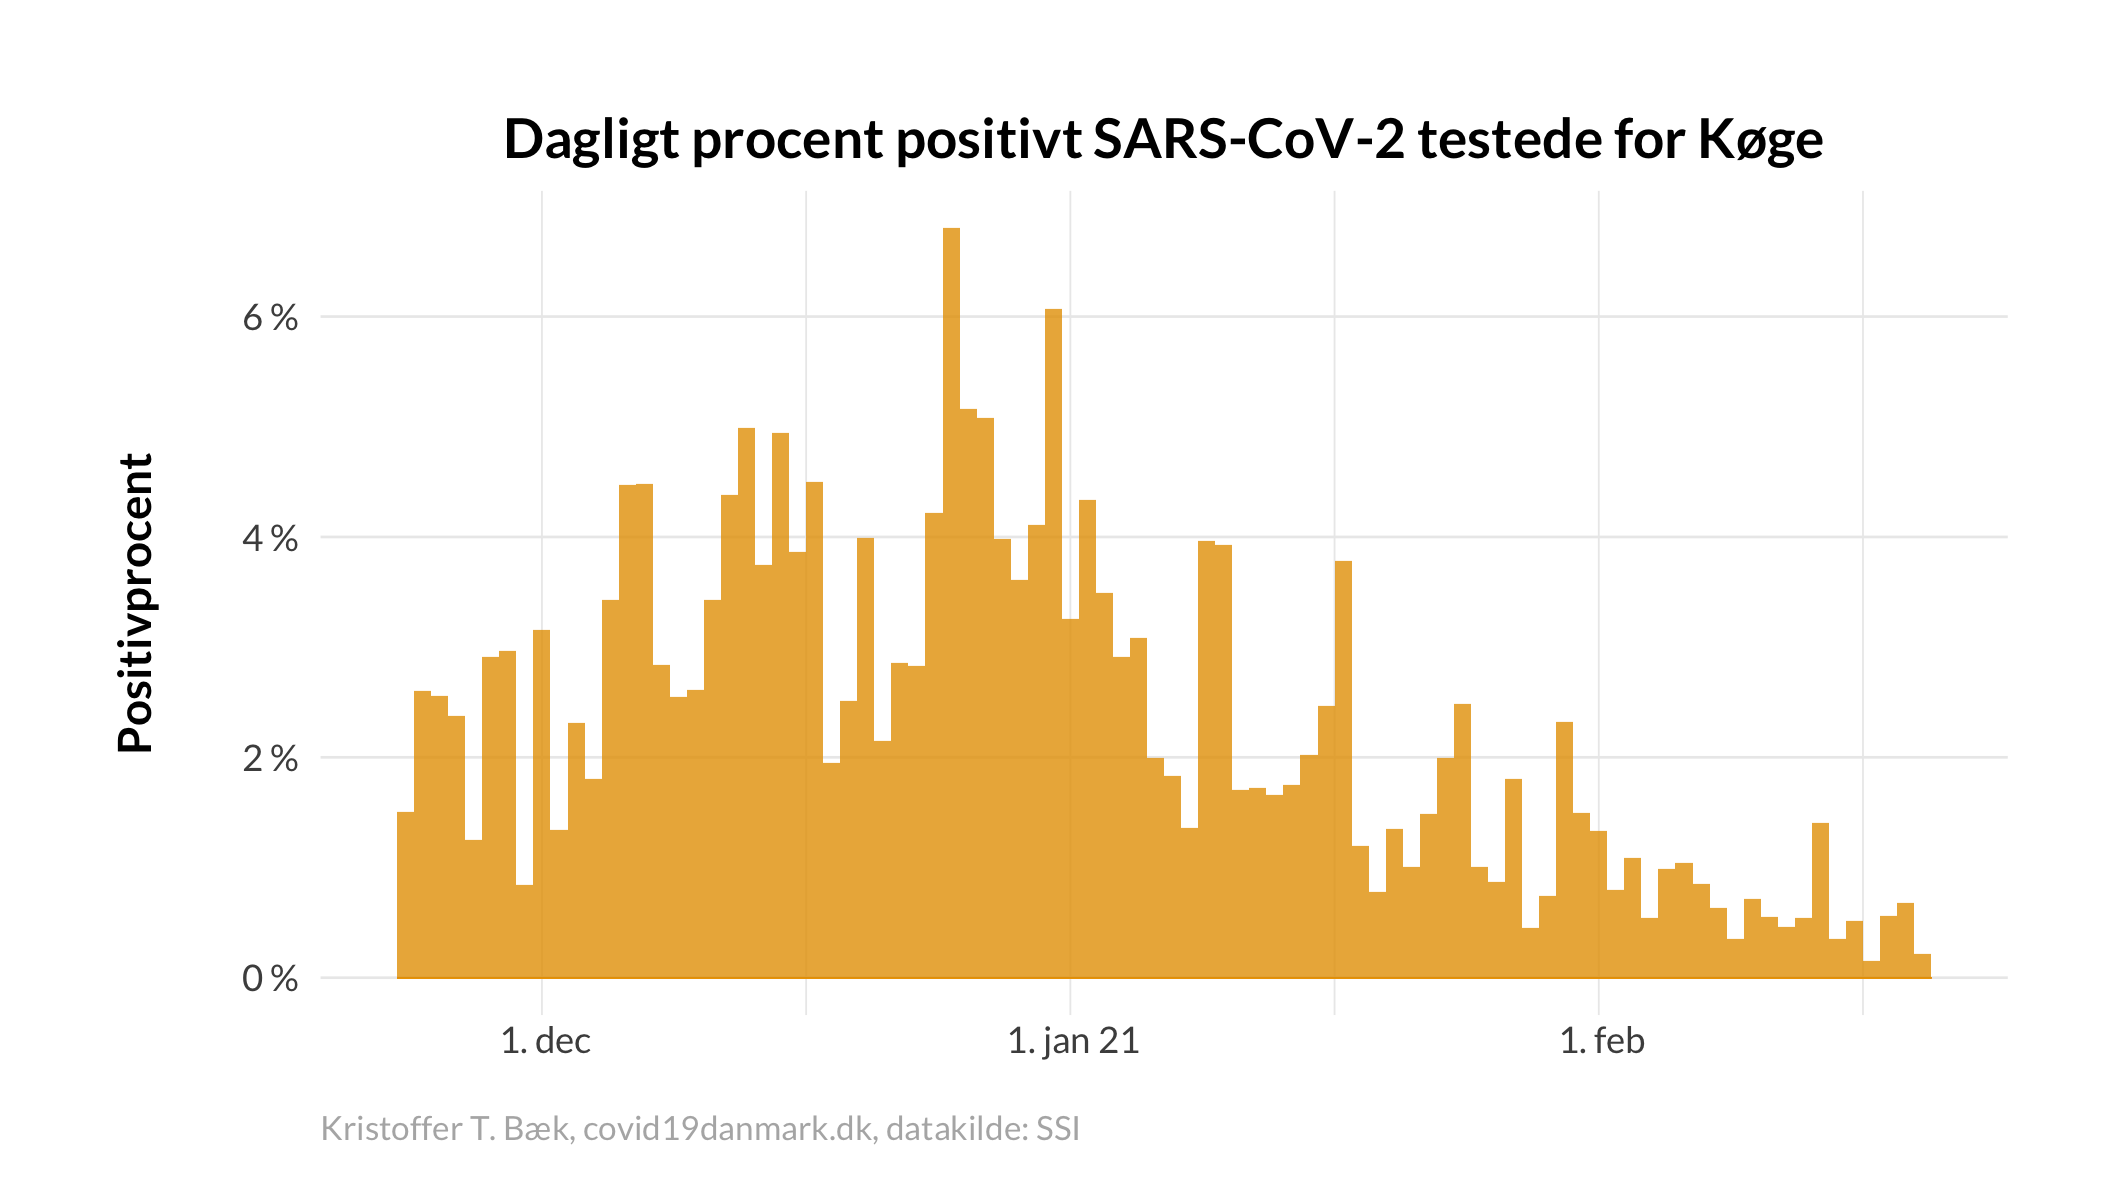 Dagligt procent positivt SARS-CoV-2 testede for Køge
Positivprocent
6 %
4 %
2 %
0 %
1. dec
1. jan 21
1. feb
Kristoffer T. Bæk, covid19danmark.dk, datakilde: SSI